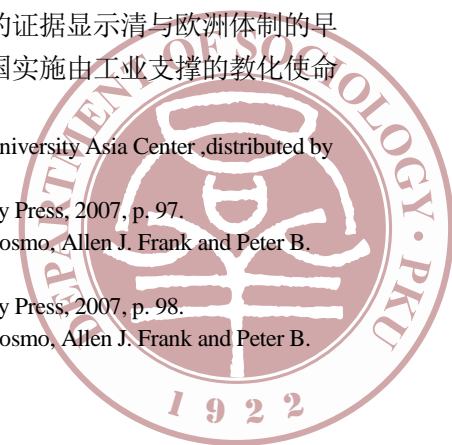 的证据显示清与欧洲体制的早
国实施由工业支撑的教化使命
niversity Asia Center ,distributed by
y Press, 2007, p. 97.
osmo, Allen J. Frank and Peter B.
y Press, 2007, p. 98.
osmo, Allen J. Frank and Peter B.
DEPARTMENT OF SOCIOLOGY · PKU
1922